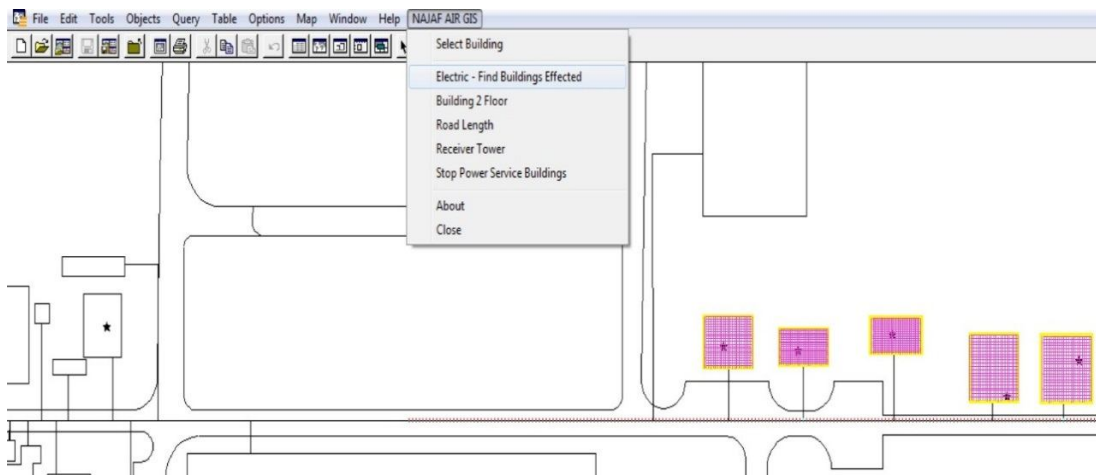 File Edit Tools Objects Query Table Options Map Window Help NAJAF AIR GIS
Select Building
Electric - Find Buildings Effected
Building 2 Floor
Road Length
Receiver Tower
Stop Power Service Buildings
About
Close